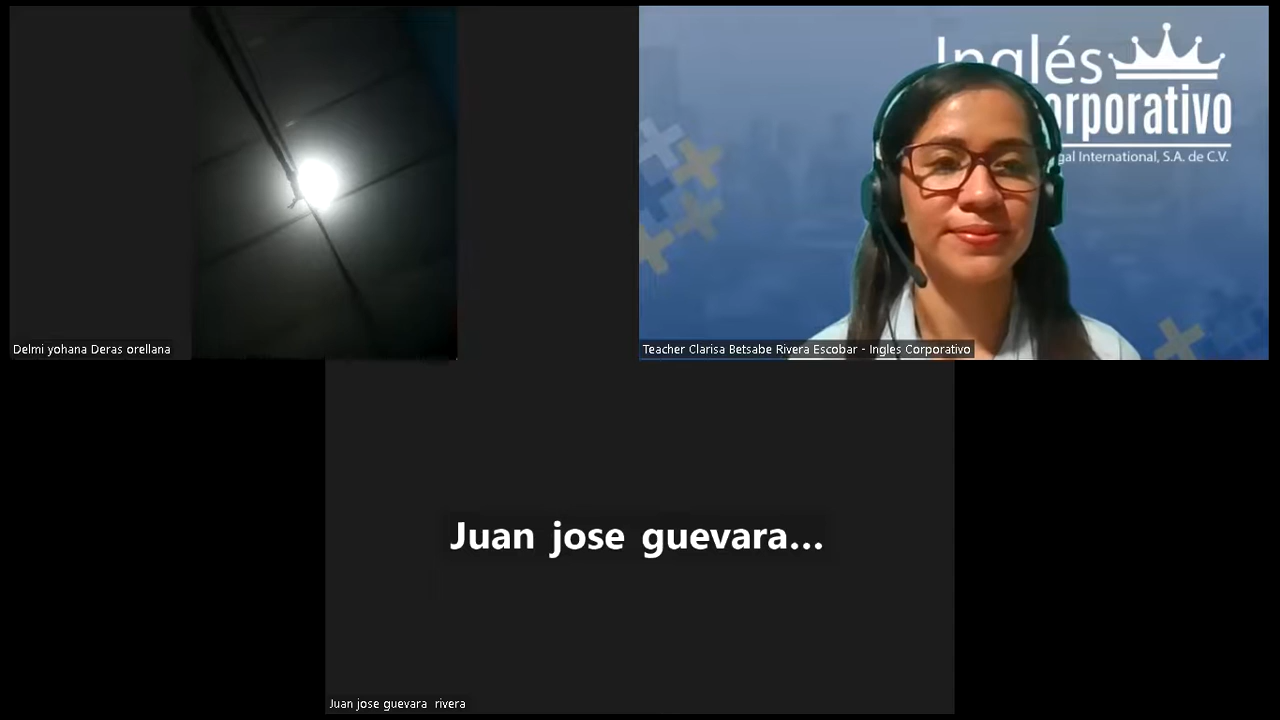 Inglés
orporativo
gal International, S.A. de C.V.
Delmi yohana Deras orellana
Teacher Clarisa Betsabe Rivera Escobar - Ingles Corporativo
Juan jose guevara...
Juan jose guevara rivera